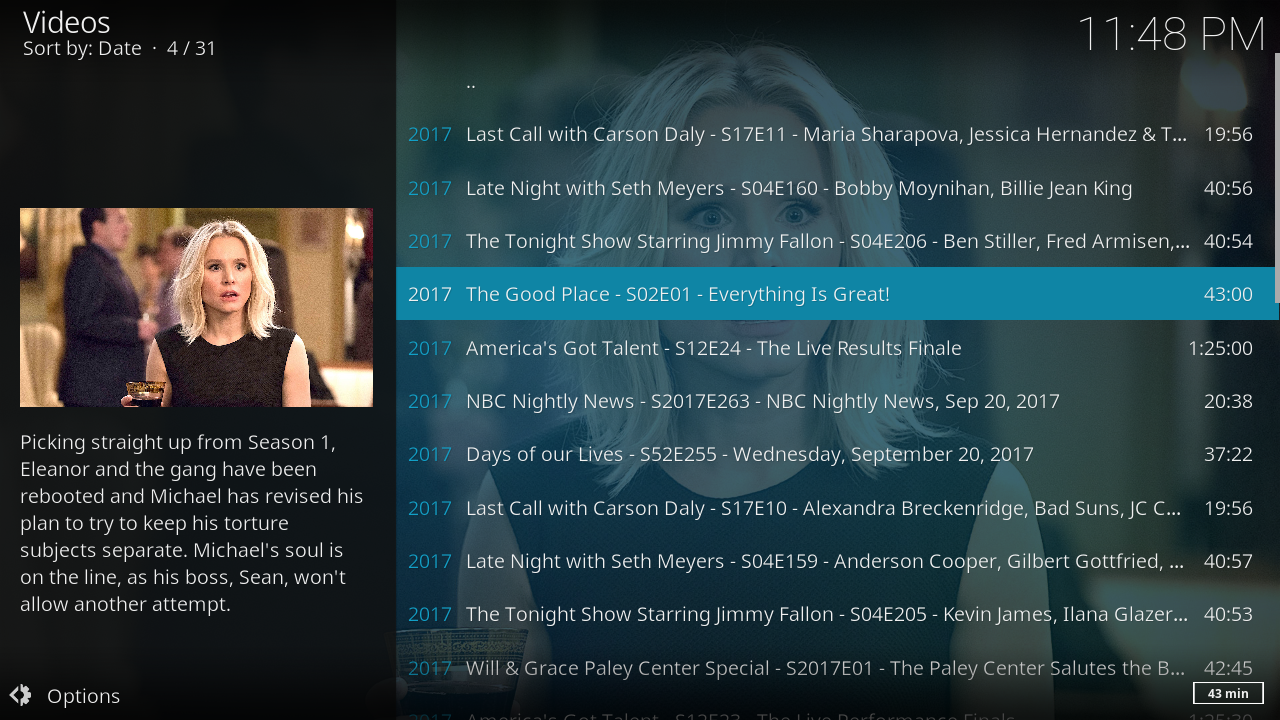 Videos
Sort by: Date · 4 / 31
11:48 PM
..
2017 Last Call with Carson Daly - S17E11 - Maria Sharapova, Jessica Hernandez & T... 19:56
2017 Late Night with Seth Meyers - S04E160 - Bobby Moynihan, Billie Jean King 40:56
2017 The Tonight Show Starring Jimmy Fallon - S04E206 - Ben Stiller, Fred Armisen,... 40:54
2017 The Good Place - S02E01 - Everything Is Great! 43:00
2017 America's Got Talent - S12E24 - The Live Results Finale 1:25:00
2017 NBC Nightly News - S2017E263 - NBC Nightly News, Sep 20, 2017 20:38
2017 Days of our Lives - S52E255 - Wednesday, September 20, 2017 37:22
2017 Last Call with Carson Daly - S17E10 - Alexandra Breckenridge, Bad Suns, JC C... 19:56
2017 Late Night with Seth Meyers - S04E159 - Anderson Cooper, Gilbert Gottfried, ... 40:57
2017 The Tonight Show Starring Jimmy Fallon - S04E205 - Kevin James, Ilana Glazer... 40:53
2017 Will & Grace Paley Center Special - S2017E01 - The Paley Center Salutes the B... 42:45
2017 America's Got Talent - S12E23 - The Live Performance Finale
Picking straight up from Season 1,
Eleanor and the gang have been
rebooted and Michael has revised his
plan to try to keep his torture
subjects separate. Michael's soul is
on the line, as his boss, Sean, won't
allow another attempt.
Options
43 min